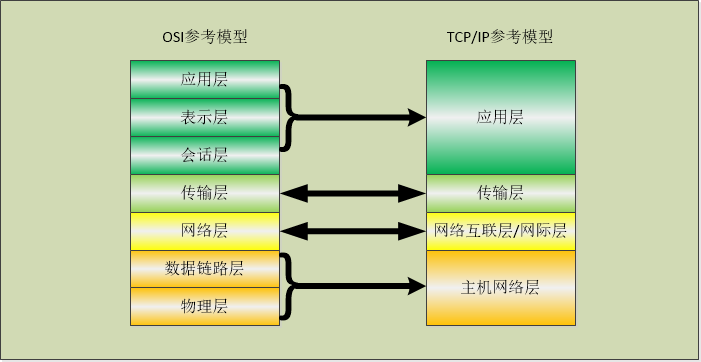 OSI参考模型
TCP/IP参考模型
应用层
表示层
会话层
传输层
网络层
数据链路层
物理层
应用层
传输层
网络互联层/网际层
主机网络层